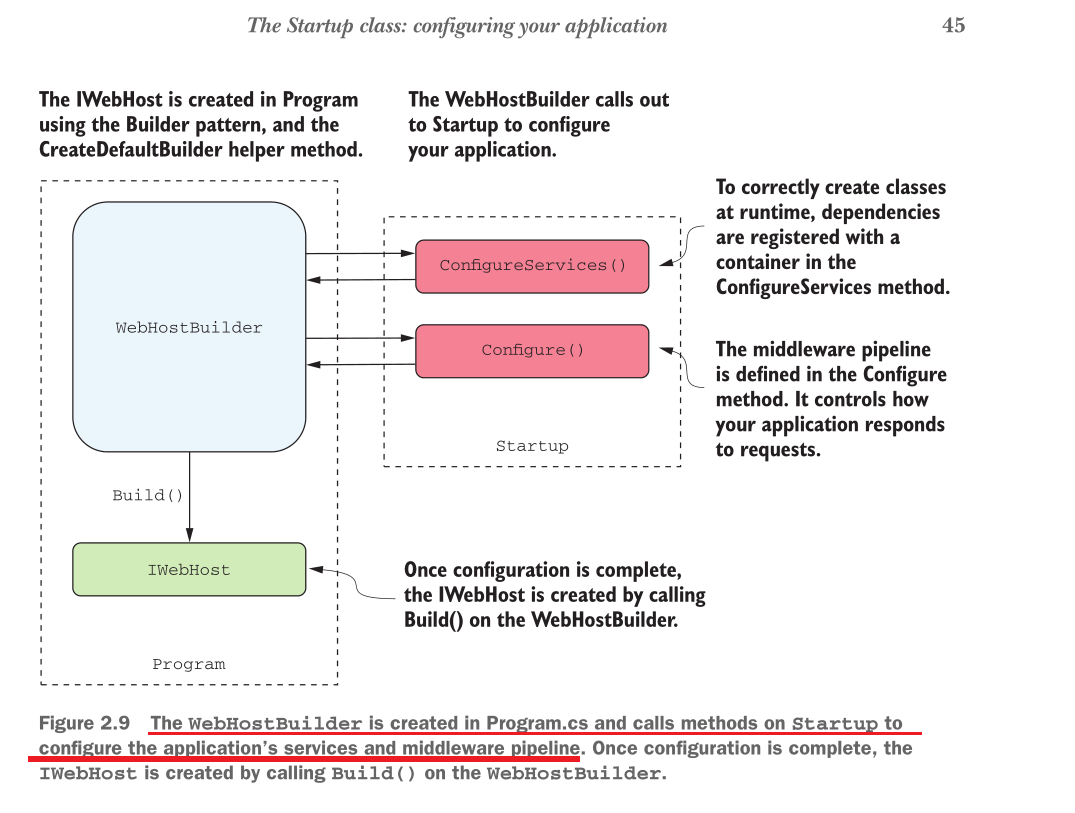 The Startup class: configuring your application 45
The IWebHost is created in Program
using the Builder pattern, and the
CreateDefaultBuilder helper method.
The WebHostBuilder calls out
to Startup to configure
your application.
To correctly create classes
at runtime, dependencies
are registered with a
container in the
ConfigureServices method.
ConfigureServices()
WebHostBuilder
Configure()
The middleware pipeline
is defined in the Configure
method. It controls how
your application responds
to requests.
Startup
Build()
IWebHost
Once configuration is complete,
the IWebHost is created by calling
Build() on the WebHostBuilder.
Program
Figure 2.9 The WebHostBuilder is created in Program.cs and calls methods on Startup to
configure the application’s services and middleware pipeline. Once configuration is complete, the
IWebHost is created by calling Build() on the WebHostBuilder.